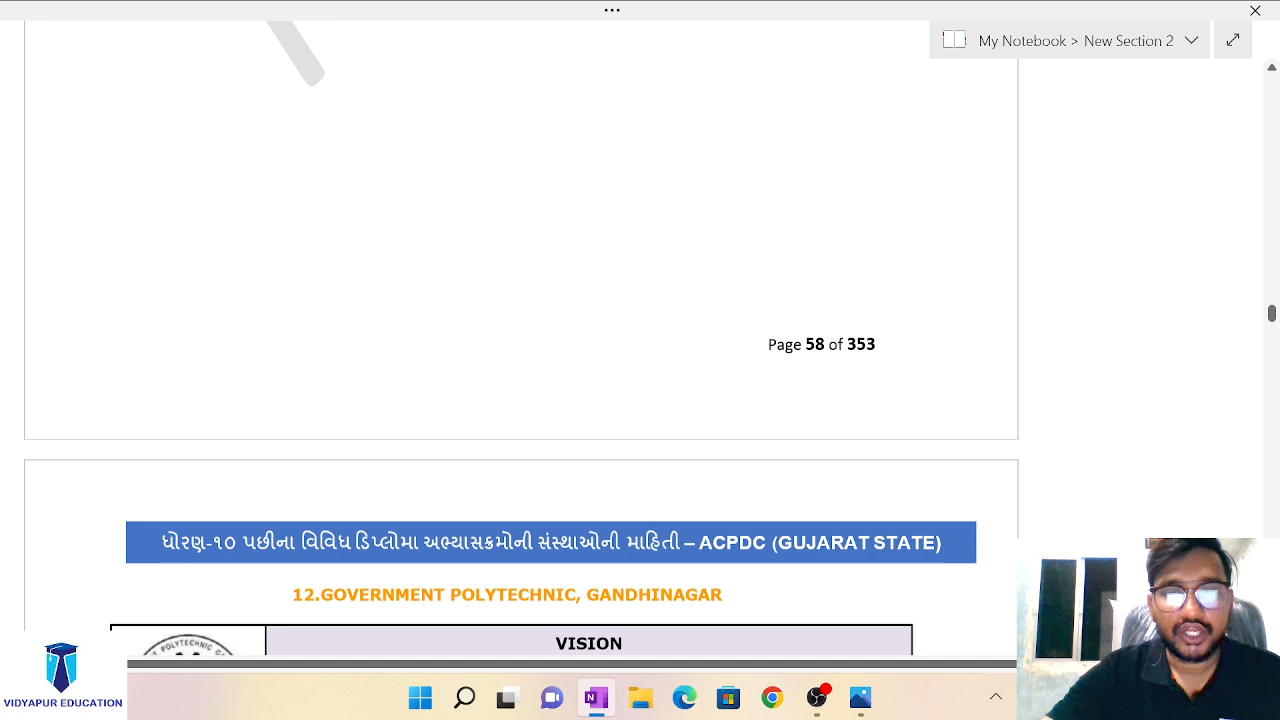 My Notebook > New Section 2
Page 58 of 353
ધોરણ-૧૦ પછીના વિવિધ ડિપ્લોમા અભ્યાસક્રમોની સંસ્થાઓની માહિતી – ACPDC (GUJARAT STATE)
12.GOVERNMENT POLYTECHNIC, GANDHINAGAR
VISION
VIDYAPUR EDUCATION